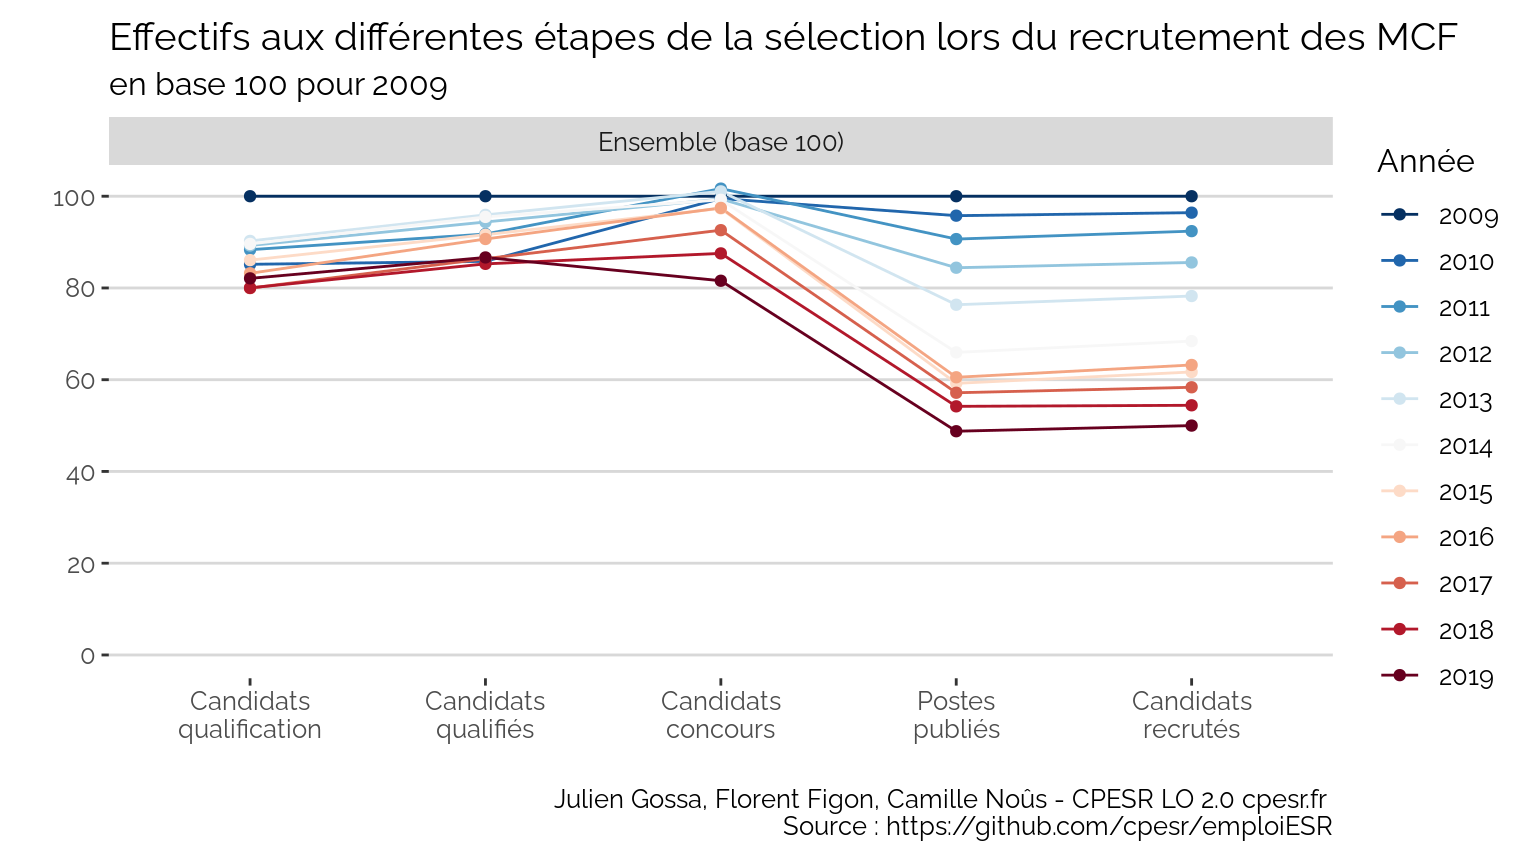 Effectifs aux différentes étapes de la sélection lors du recrutement des MCF
en base 100 pour 2009
Ensemble (base 100)
100
80
60
40
20
0
Candidats
qualification
Candidats
qualifiés
Candidats
concours
Postes
publiés
Candidats
recrutés
Année
2009
2010
2011
2012
2013
2014
2015
2016
2017
2018
2019
Julien Gossa, Florent Figon, Camille Noûs - CPESR LO 2.0 cpesr.fr
Source : https://github.com/cpesr/emploiESR